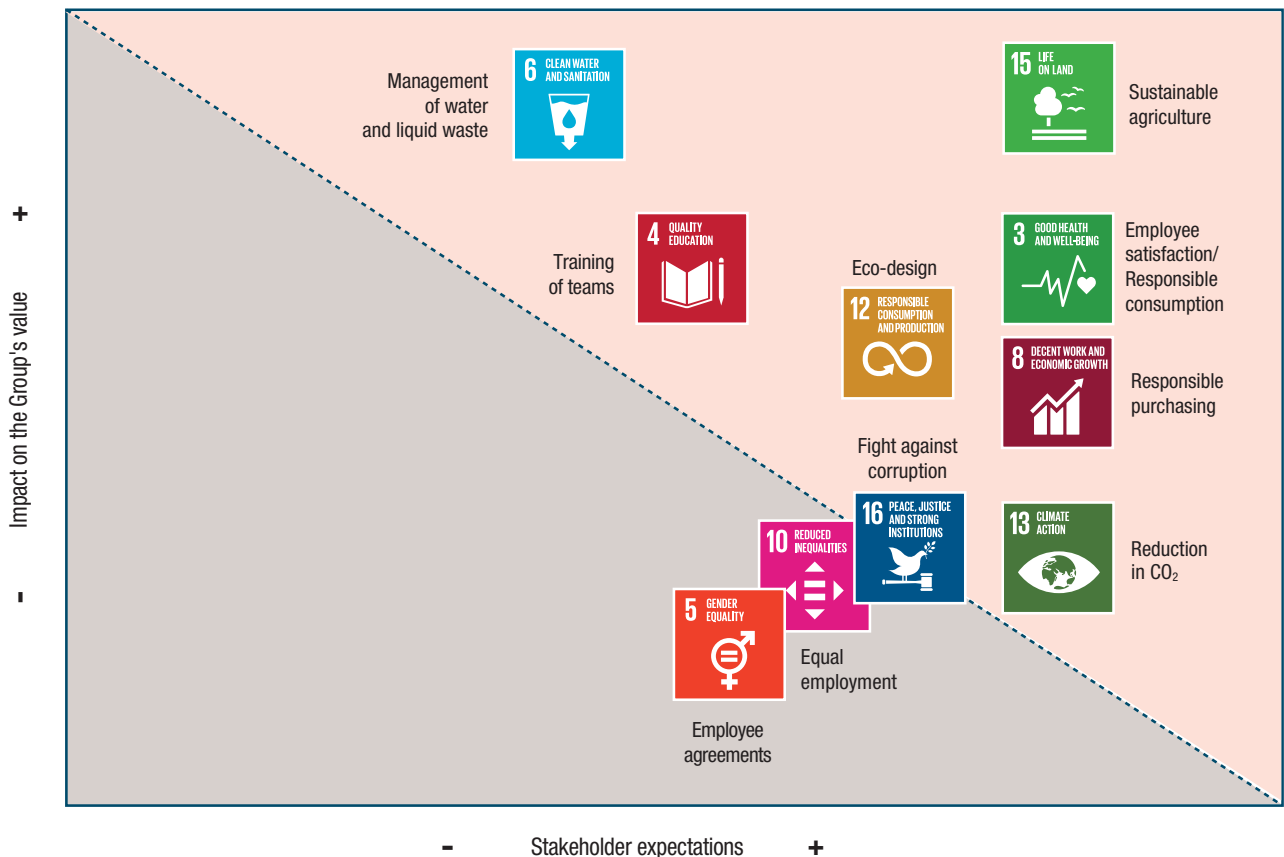 6 CLEAN WATER
AND SANITATION
Management
of water
and liquid waste
15 LIFE
ON LAND
Sustainable
agriculture
4 QUALITY
EDUCATION
Training
of teams
Eco-design
12 RESPONSIBLE
CONSUMPTION
AND PRODUCTION
3 GOOD HEALTH
AND WELL-BEING
Employee
satisfaction/
Responsible
consumption
8 DECENT WORK AND
ECONOMIC GROWTH
Responsible
purchasing
Fight against
corruption
16 PEACE, JUSTICE
AND STRONG
INSTITUTIONS
10 REDUCED
INEQUALITIES
13 CLIMATE
ACTION
Reduction
in CO₂
5 GENDER
EQUALITY
Equal
employment
Employee
agreements
- Impact on the Group's value +
- Stakeholder expectations +